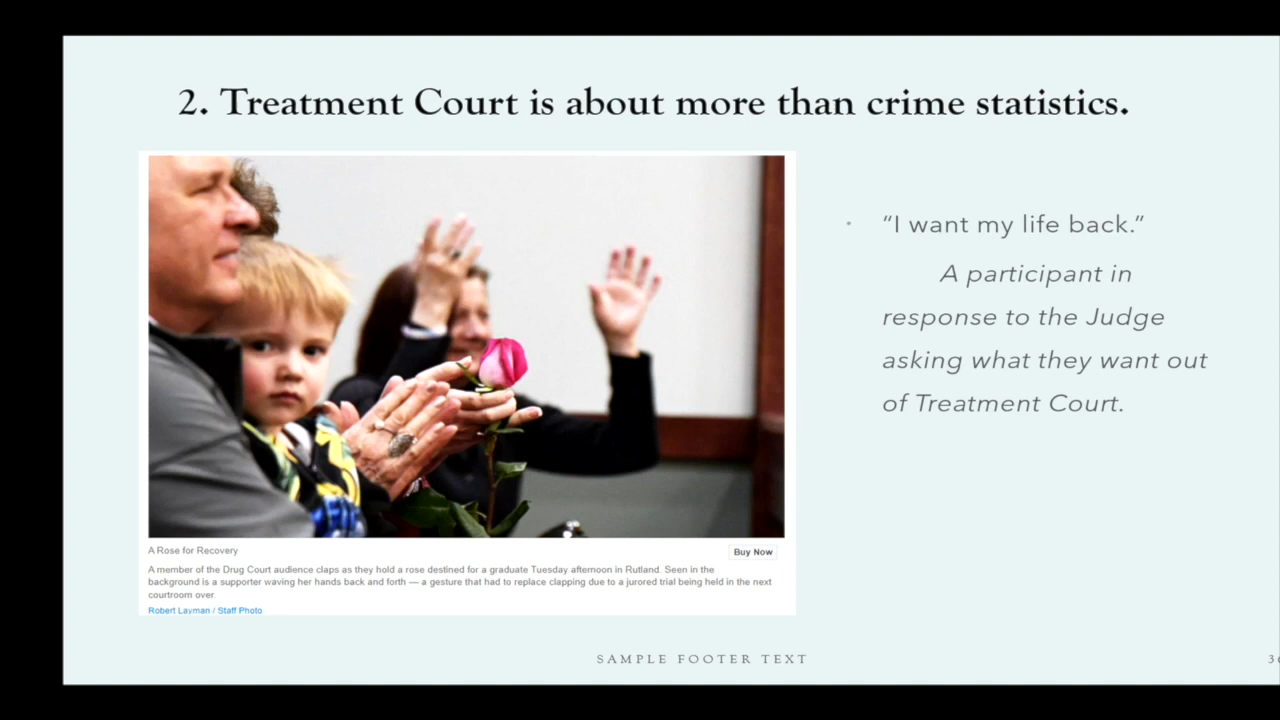 2. Treatment Court is about more than crime statistics.
• “I want my life back.”
A participant in
response to the Judge
asking what they want out
of Treatment Court.
A Rose for Recovery
Buy Now
A member of the Drug Court audience claps as they hold a rose destined for a graduate Tuesday afternoon in Rutland. Seen in the
background is a supporter waving her hands back and forth — a gesture that had to replace clapping due to a jurored trial being held in the next
courtroom over.
Robert Layman / Staff Photo
SAMPLE FOOTER TEXT